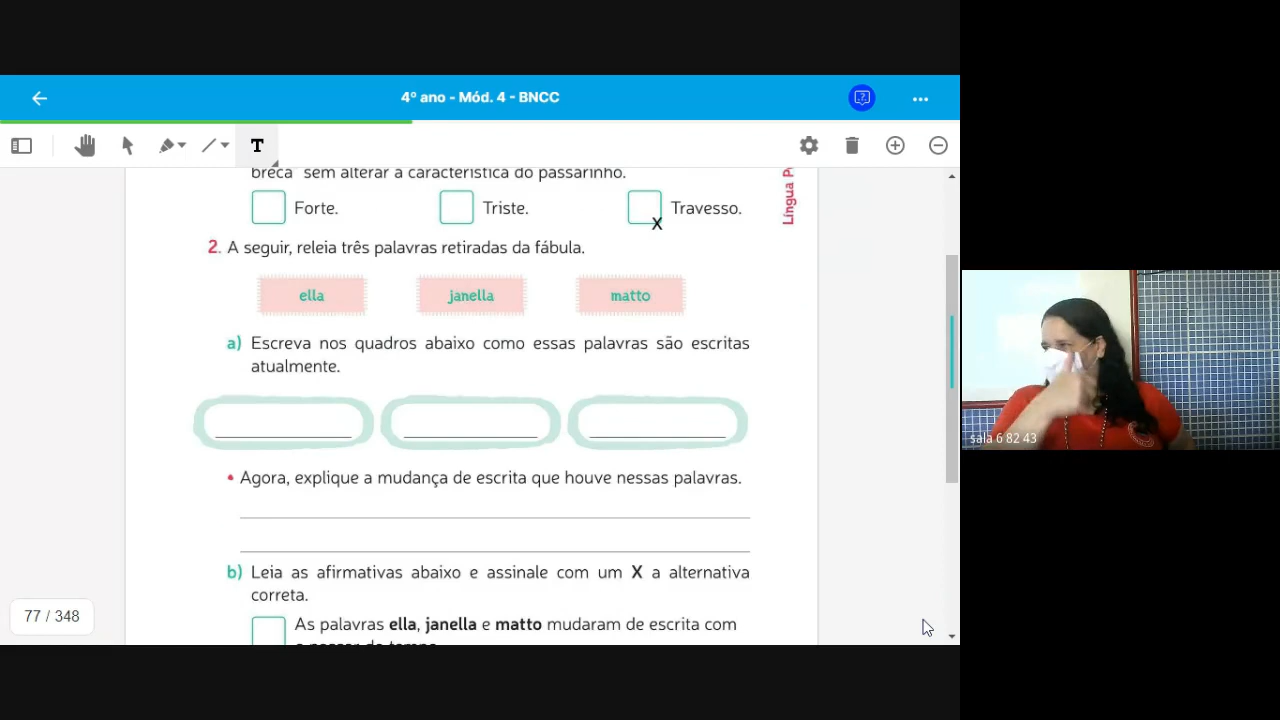 4º ano - Mód. 4 - BNCC
T
breca" sem alterar a característica do passarinho.
Forte.
Triste.
Travesso.
X
Língua P
2. A seguir, releia três palavras retiradas da fábula.
ella
janella
matto
a) Escreva nos quadros abaixo como essas palavras são escritas
atualmente.
• Agora, explique a mudança de escrita que houve nessas palavras.
b) Leia as afirmativas abaixo e assinale com um X a alternativa
correta.
As palavras ella, janella e matto mudaram de escrita com
o passar do tempo
77 / 348
sala 6 82 43